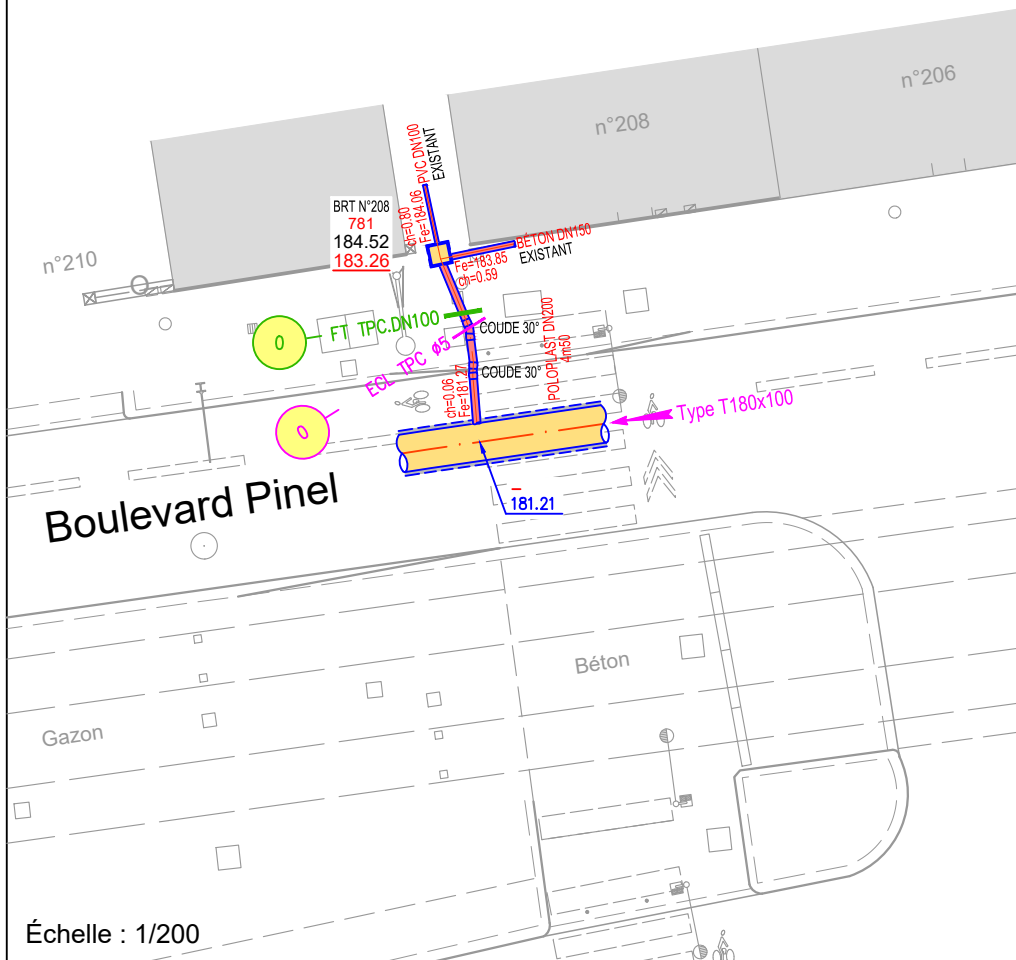 n°206
n°208
PVC DN100
EXISTANT
ch=0.80
Fe=184.06
BRT N°208
781
184.52
183.26
BÉTON DN150
EXISTANT
Fe=183.85
ch=0.59
n°210
FT TPC.DN100
0
COUDE 30°
ECL TPC ø5
COUDE 30°
POLOPLAST DN200
4m50
ch=0.06
Fe=181.27
0
Type T180x100
–
181.21
Boulevard Pinel
Béton
Gazon
Échelle : 1/200